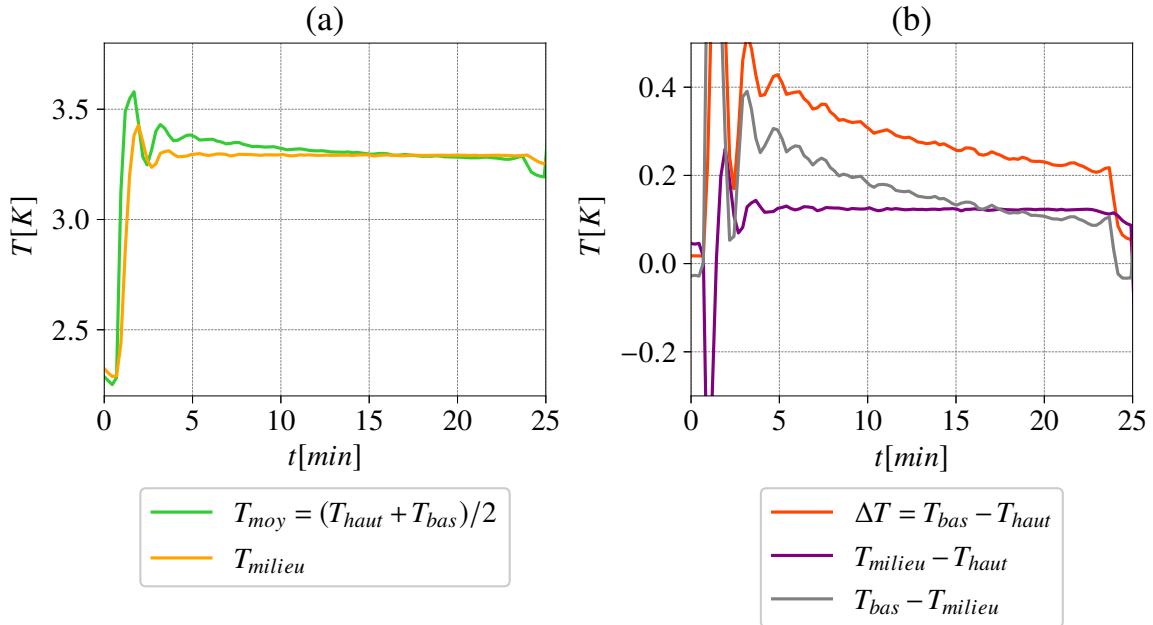 (a)
3.5
3.0
2.5
T[K]
0 5 10 15 20 25
t[min]
T_moy = (T_haut + T_bas)/2
T_milieu
(b)
0.4
0.2
0.0
−0.2
T[K]
0 5 10 15 20 25
t[min]
ΔT = T_bas − T_haut
T_milieu − T_haut
T_bas − T_milieu